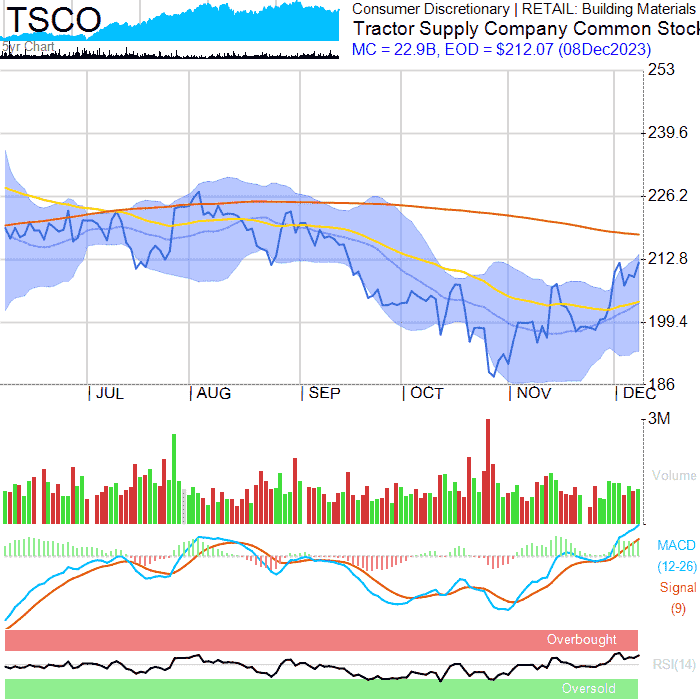 TSCO
5yr Chart
Consumer Discretionary | RETAIL: Building Materials
Tractor Supply Company Common Stoc
MC = 22.9B, EOD = $212.07 (08Dec2023)
253
239.6
226.2
212.8
199.4
186
JUL AUG SEP OCT NOV DEC
3M
Volume
MACD
(12-26)
Signal
(9)
Overbought
RSI(14)
Oversold